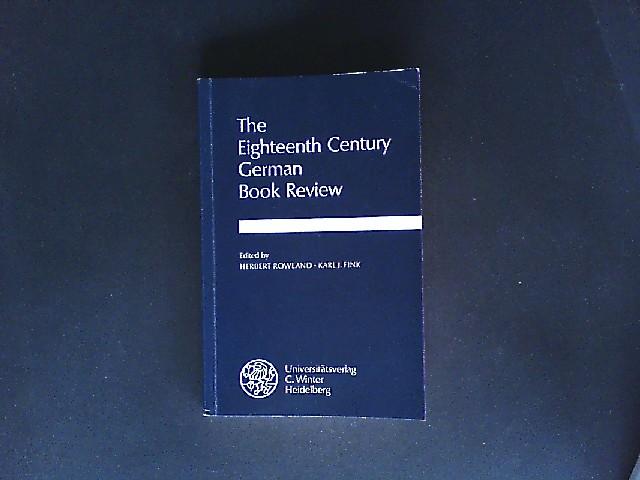 The
Eighteenth Century
German
Book Review
Edited by
HERBERT ROWLAND · KARL J. FINK
Universitätsverlag
C. Winter
Heidelberg